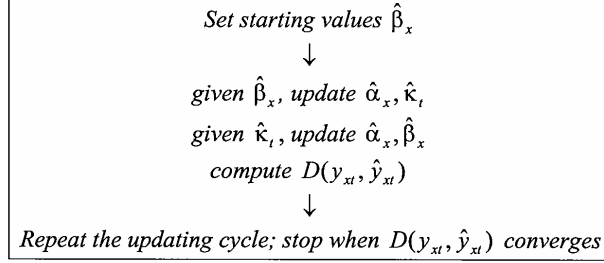 Set starting values β̂ₓ
↓
given β̂ₓ, update α̂ₓ, κ̂ₜ
given κ̂ₜ, update α̂ₓ, β̂ₓ
compute D(yₓₜ, ŷₓₜ)
↓
Repeat the updating cycle; stop when D(yₓₜ, ŷₓₜ) converges